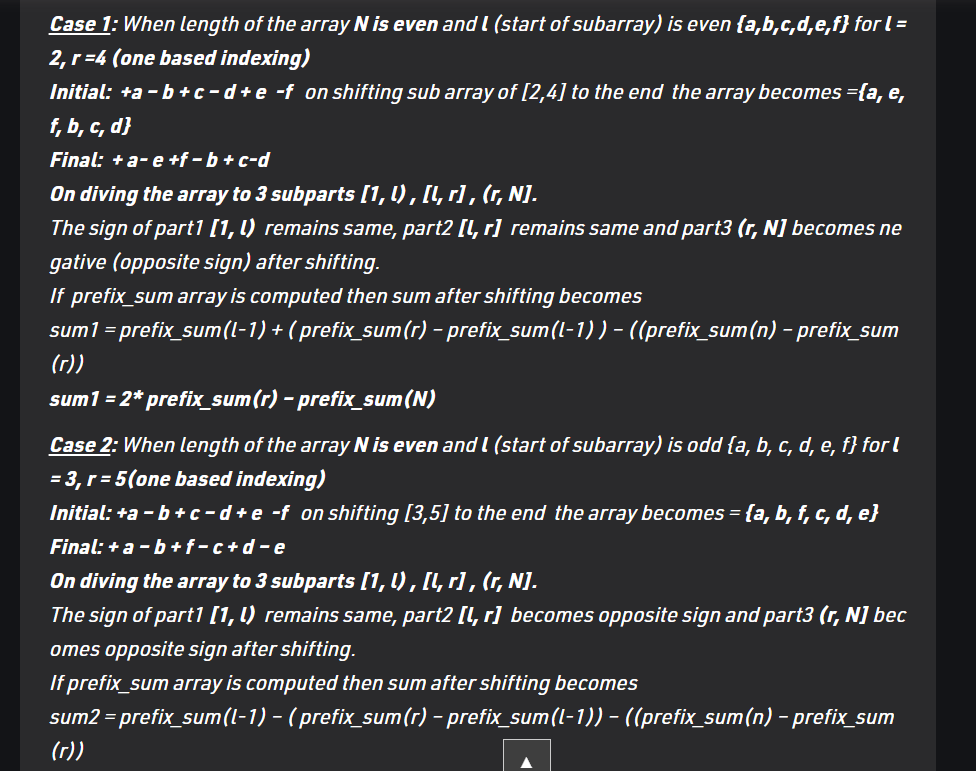 Case 1: When length of the array N is even and l (start of subarray) is even {a,b,c,d,e,f} for l =
2, r =4 (one based indexing)
Initial:  +a – b + c – d + e  -f   on shifting sub array of [2,4] to the end  the array becomes ={a, e,
f, b, c, d}
Final:  + a- e +f – b + c-d
On diving the array to 3 subparts [1, l) , [l, r] , (r, N].
The sign of part1 [1, l)  remains same, part2 [l, r]  remains same and part3 (r, N] becomes ne
gative (opposite sign) after shifting.
If  prefix_sum array is computed then sum after shifting becomes
sum1 = prefix_sum(l-1) + ( prefix_sum(r) – prefix_sum(l-1) ) – ((prefix_sum(n) – prefix_sum
(r))
sum1 = 2* prefix_sum(r) – prefix_sum(N)
Case 2: When length of the array N is even and l (start of subarray) is odd {a, b, c, d, e, f} for l
= 3, r = 5(one based indexing)
Initial: +a – b + c – d + e  -f   on shifting [3,5] to the end  the array becomes = {a, b, f, c, d, e}
Final: + a – b + f – c + d – e
On diving the array to 3 subparts [1, l) , [l, r] , (r, N].
The sign of part1 [1, l)  remains same, part2 [l, r]  becomes opposite sign and part3 (r, N] bec
omes opposite sign after shifting.
If prefix_sum array is computed then sum after shifting becomes
sum2 = prefix_sum(l-1) – ( prefix_sum(r) – prefix_sum(l-1)) – ((prefix_sum(n) – prefix_sum
(r))